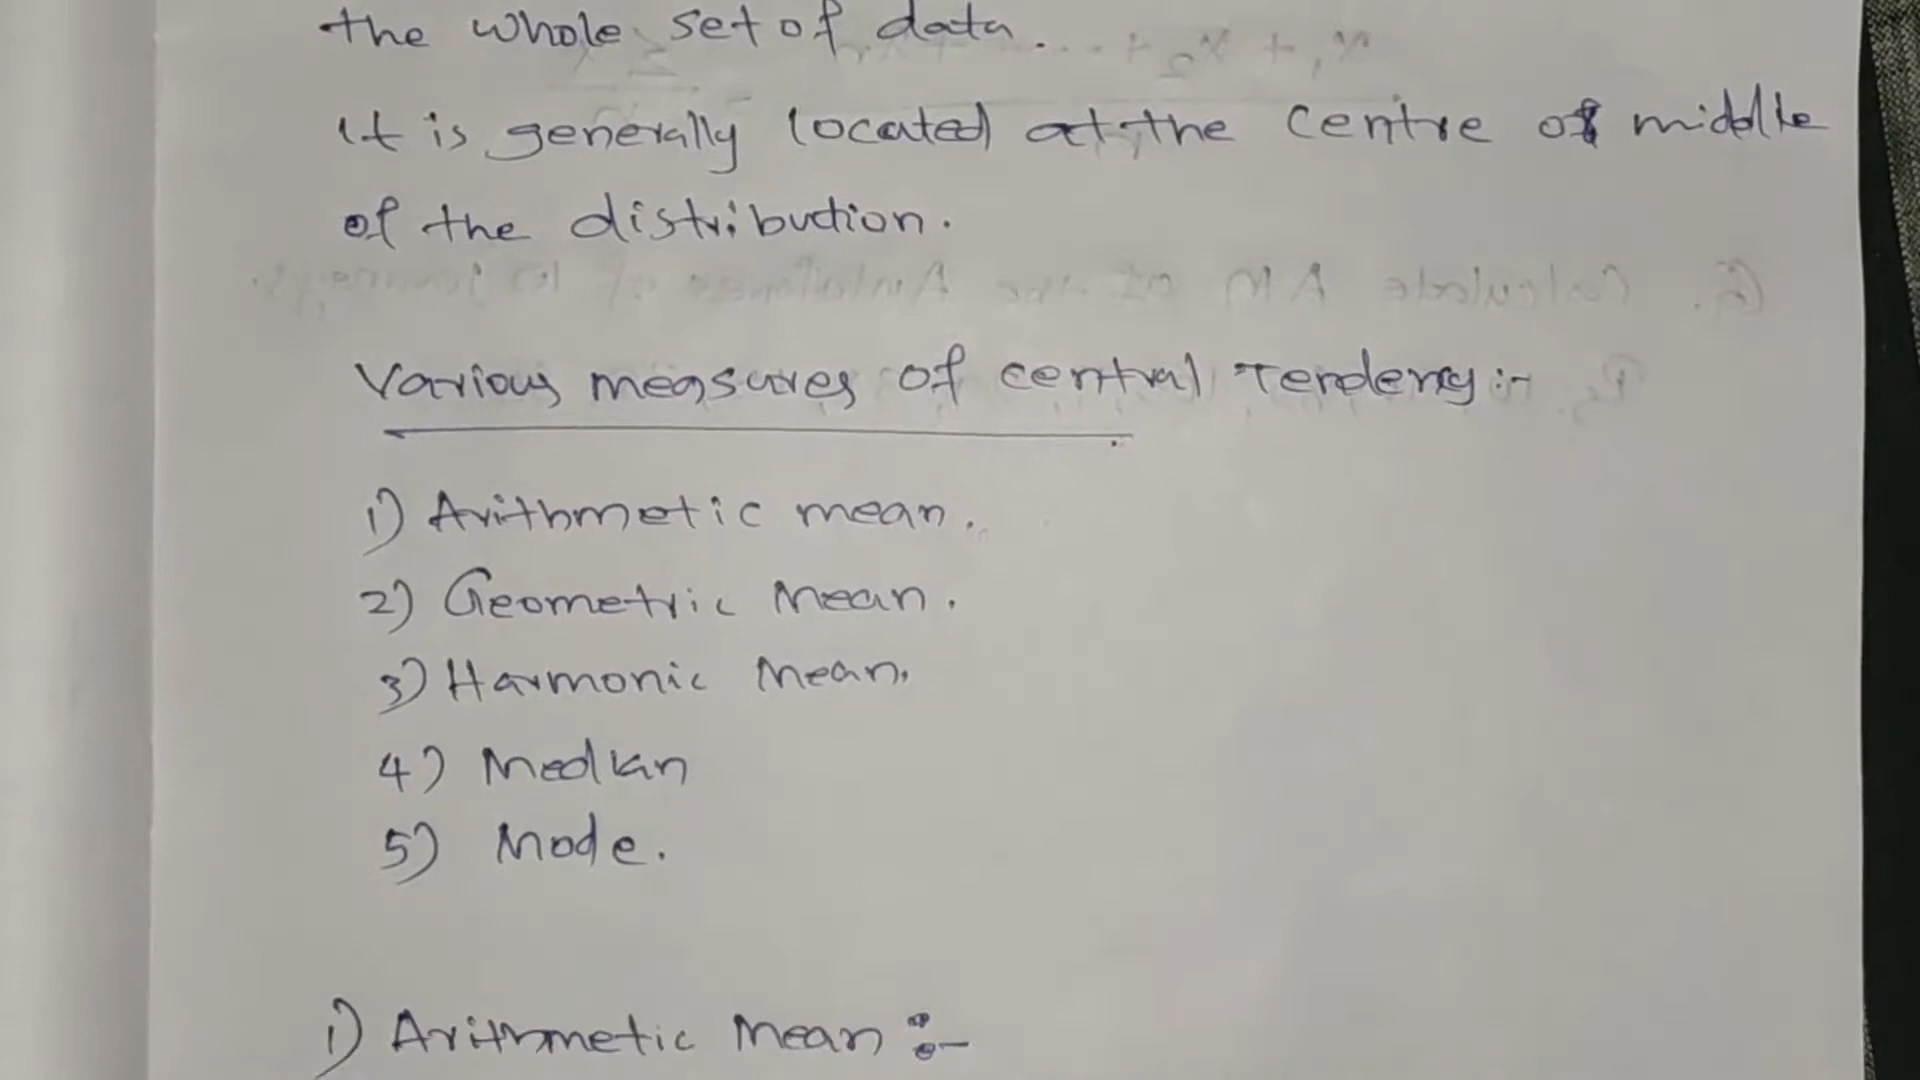 the whole set of data.
It is generally located at the centre of middle
of the distribution.
Various measures of central Tendency :-
1) Arithmetic mean.
2) Geometric Mean.
3) Harmonic Mean.
4) Median
5) Mode.
1) Arithmetic Mean :-